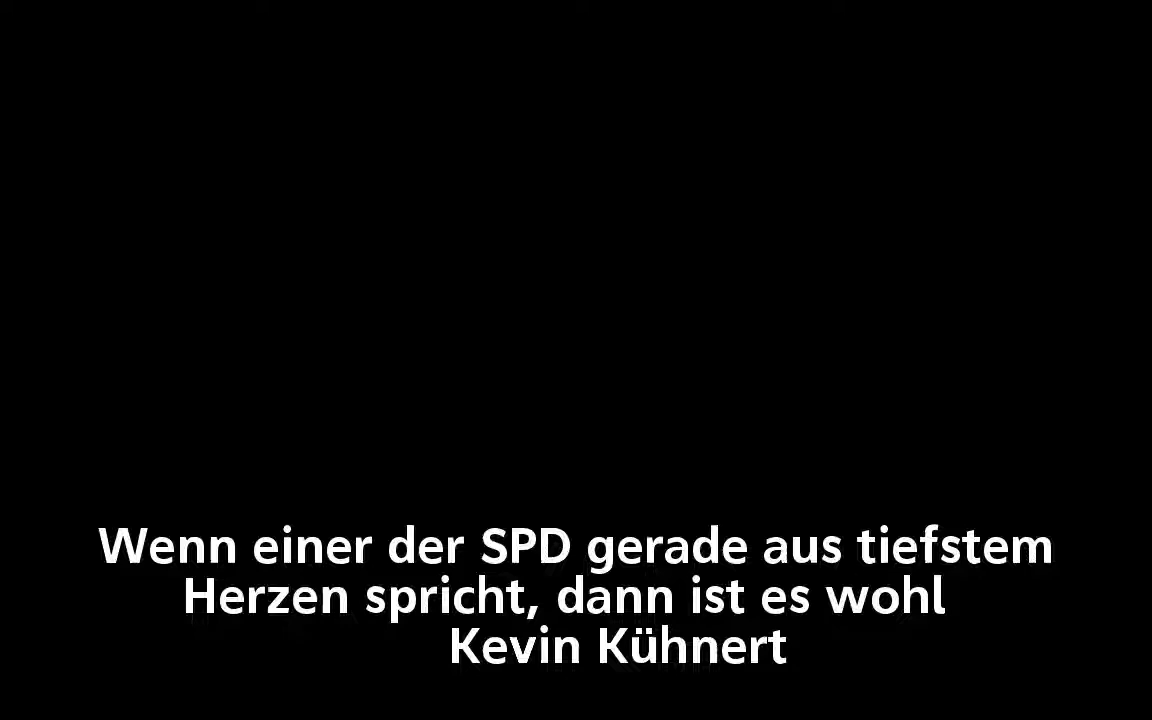 Wenn einer der SPD gerade aus tiefstem
Herzen spricht, dann ist es wohl
Kevin Kühnert